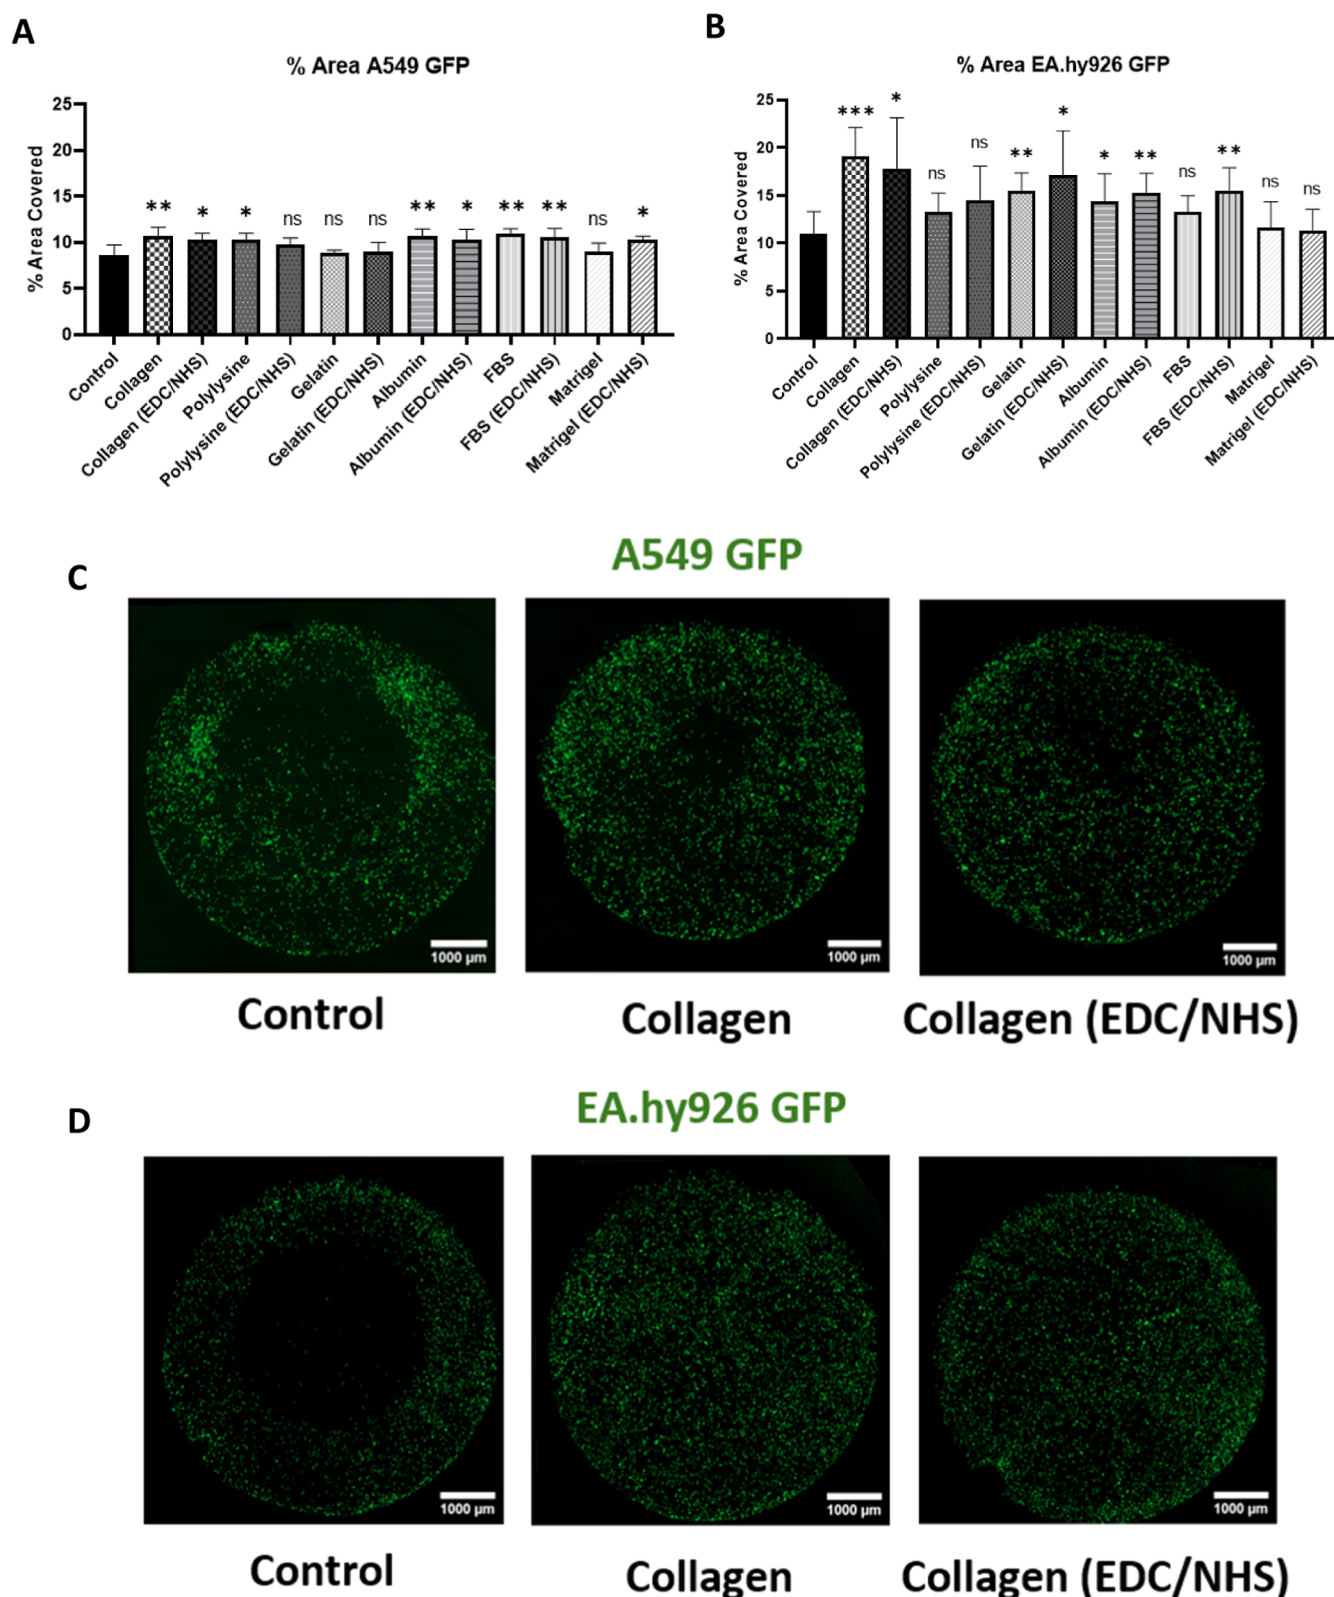 A
% Area A549 GFP
% Area Covered
25
20
15
10
5
0
** * * ns ns ns ** * ** ** ns *
Control
Collagen
Collagen (EDC/NHS)
Polylysine
Polylysine (EDC/NHS)
Gelatin
Gelatin (EDC/NHS)
Albumin
Albumin (EDC/NHS)
FBS
FBS (EDC/NHS)
Matrigel
Matrigel (EDC/NHS)
B
% Area EA.hy926 GFP
% Area Covered
25
20
15
10
5
0
*** * ns ns ** * * ** ns ** ns ns
Control
Collagen
Collagen (EDC/NHS)
Polylysine
Polylysine (EDC/NHS)
Gelatin
Gelatin (EDC/NHS)
Albumin
Albumin (EDC/NHS)
FBS
FBS (EDC/NHS)
Matrigel
Matrigel (EDC/NHS)
C
A549 GFP
1000 µm
1000 µm
1000 µm
Control
Collagen
Collagen (EDC/NHS)
D
EA.hy926 GFP
1000 µm
1000 µm
1000 µm
Control
Collagen
Collagen (EDC/NHS)